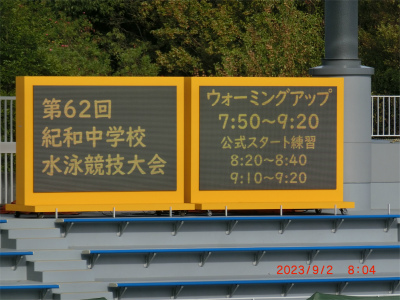 第62回
紀和中学校
水泳競技大会
ウォーミングアップ
7:50～9:20
公式スタート練習
8:20～8:40
9:10～9:20
2023/9/2 8:04